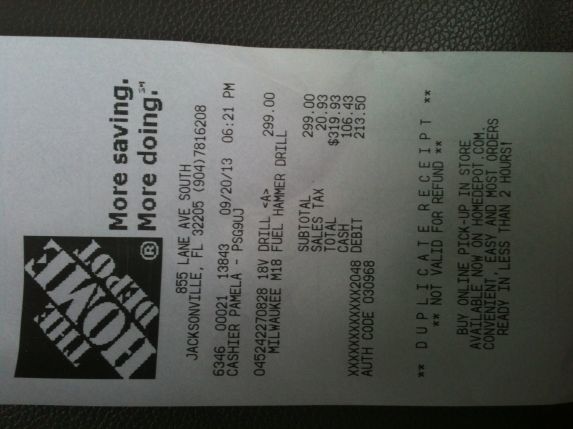 THE
HOME
DEPOT
®
More saving.
More doing.℠
855 LANE AVE SOUTH
JACKSONVILLE, FL 32205 (904)7816208
6346 00021 13843 09/20/13 06:21 PM
CASHIER PAMELA - PSG9UJ
045242270828 18V DRILL <A> 299.00
MILWAUKEE M18 FUEL HAMMER DRILL
SUBTOTAL 299.00
SALES TAX 20.93
TOTAL $319.93
CASH 106.43
XXXXXXXXXXXX2048 DEBIT 213.50
AUTH CODE 030968
** D U P L I C A T E R E C E I P T **
** NOT VALID FOR REFUND **
BUY ONLINE PICK-UP IN STORE
AVAILABLE NOW ON HOMEDEPOT.COM.
CONVENIENT, EASY AND MOST ORDERS
READY IN LESS THAN 2 HOURS!